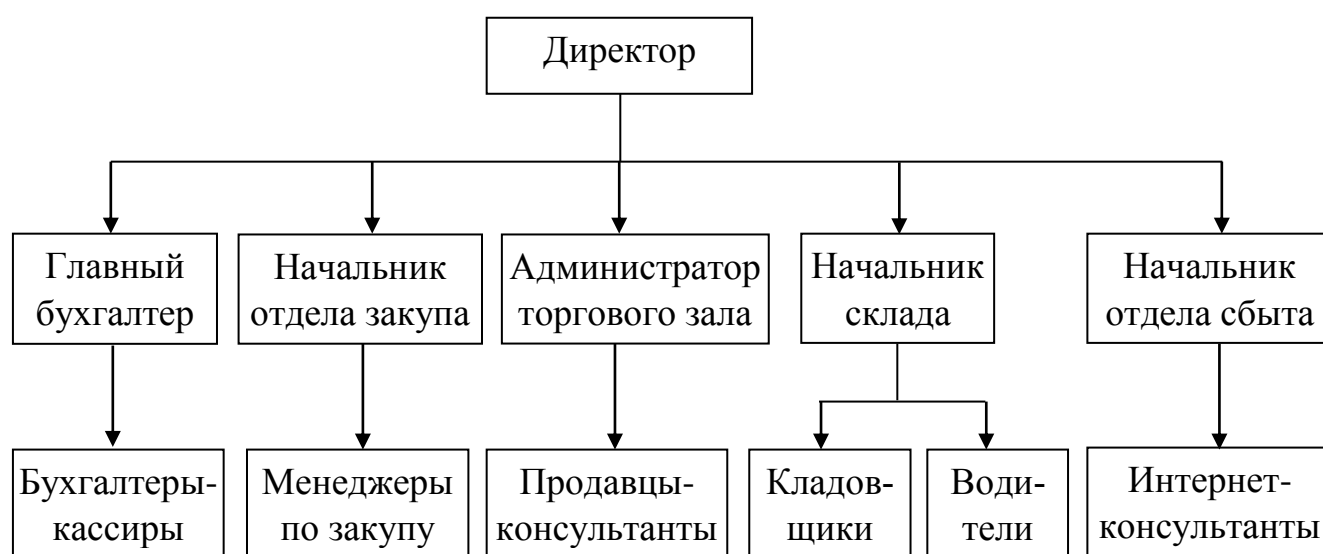 Директор
Главный
бухгалтер
Начальник
отдела закупа
Администратор
торгового зала
Начальник
склада
Начальник
отдела сбыта
Бухгалтеры-
кассиры
Менеджеры
по закупу
Продавцы-
консультанты
Кладов-
щики
Води-
тели
Интернет-
консультанты